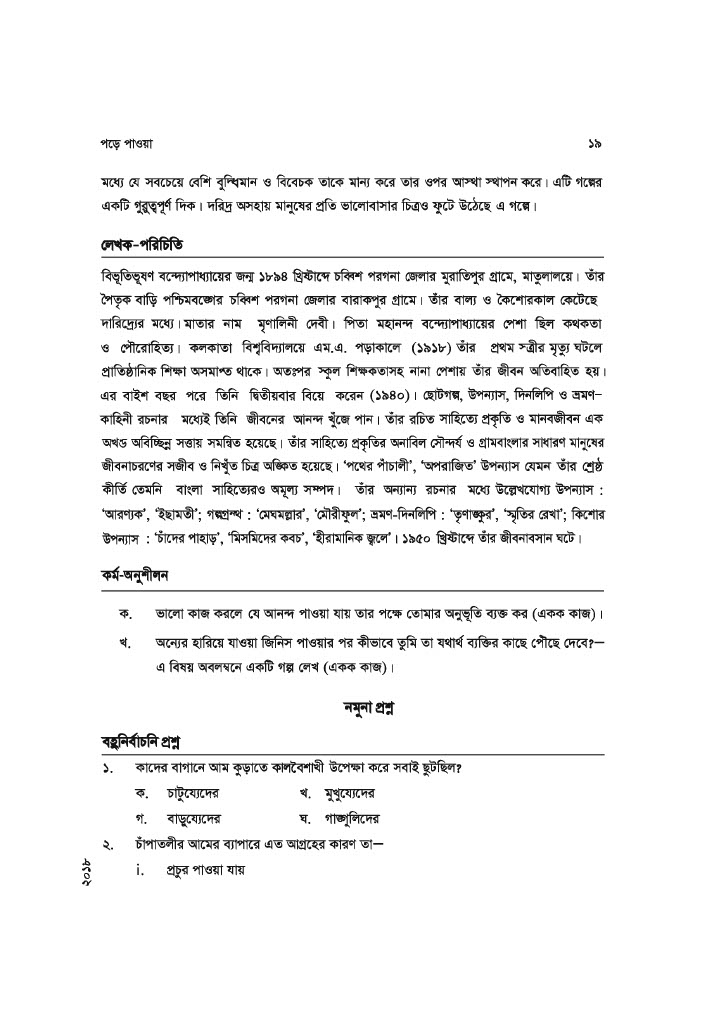 পড়ে পাওয়া ১৯
মধ্যে যে সবচেয়ে বেশি বুদ্ধিমান ও বিবেচক তাকে মান্য করে তার ওপর আস্থা স্থাপন করে। এটি গল্পের
একটি গুরুত্বপূর্ণ দিক। দরিদ্র অসহায় মানুষের প্রতি ভালোবাসার চিত্রও ফুটে উঠেছে এ গল্পে।
লেখক-পরিচিতি
বিভূতিভূষণ বন্দ্যোপাধ্যায়ের জন্ম ১৮৯৪ খ্রিষ্টাব্দে চব্বিশ পরগনা জেলার মুরাতিপুর গ্রামে, মাতুলালয়ে। তাঁর
পৈতৃক বাড়ি পশ্চিমবঙ্গের চব্বিশ পরগনা জেলার বারাকপুর গ্রামে। তাঁর বাল্য ও কৈশোরকাল কেটেছে
দারিদ্র্যের মধ্যে। মাতার নাম মৃণালিনী দেবী। পিতা মহানন্দ বন্দ্যোপাধ্যায়ের পেশা ছিল কথকতা
ও পৌরোহিত্য। কলকাতা বিশ্ববিদ্যালয়ে এম.এ. পড়াকালে (১৯১৮) তাঁর প্রথম স্ত্রীর মৃত্যু ঘটলে
প্রাতিষ্ঠানিক শিক্ষা অসমাপ্ত থাকে। অতঃপর স্কুল শিক্ষকতাসহ নানা পেশায় তাঁর জীবন অতিবাহিত হয়।
এর বাইশ বছর পরে তিনি দ্বিতীয়বার বিয়ে করেন (১৯৪০)। ছোটগল্প, উপন্যাস, দিনলিপি ও ভ্রমণ-
কাহিনী রচনার মধ্যেই তিনি জীবনের আনন্দ খুঁজে পান। তাঁর রচিত সাহিত্যে প্রকৃতি ও মানবজীবন এক
অখণ্ড অবিচ্ছিন্ন সত্তায় সমন্বিত হয়েছে। তাঁর সাহিত্যে প্রকৃতির অনাবিল সৌন্দর্য ও গ্রামবাংলার সাধারণ মানুষের
জীবনাচরণের সজীব ও নিখুঁত চিত্র অঙ্কিত হয়েছে। ‘পথের পাঁচালী’, ‘অপরাজিত’ উপন্যাস যেমন তাঁর শ্রেষ্ঠ
কীর্তি তেমনি বাংলা সাহিত্যেরও অমূল্য সম্পদ। তাঁর অন্যান্য রচনার মধ্যে উল্লেখযোগ্য উপন্যাস :
‘আরণ্যক’, ‘ইছামতী’; গল্পগ্রন্থ : ‘মেঘমল্লার’, ‘মৌরীফুল’; ভ্রমণ-দিনলিপি : ‘তৃণাঙ্কুর’, ‘স্মৃতির রেখা’; কিশোর
উপন্যাস : ‘চাঁদের পাহাড়’, ‘মিসমিদের কবচ’, ‘হীরামানিক জ্বলে’। ১৯৫০ খ্রিষ্টাব্দে তাঁর জীবনাবসান ঘটে।
কর্ম-অনুশীলন
ক. ভালো কাজ করলে যে আনন্দ পাওয়া যায় তার পক্ষে তোমার অনুভূতি ব্যক্ত কর (একক কাজ)।
খ. অন্যের হারিয়ে যাওয়া জিনিস পাওয়ার পর কীভাবে তুমি তা যথার্থ ব্যক্তির কাছে পৌঁছে দেবে?—
এ বিষয় অবলম্বনে একটি গল্প লেখ (একক কাজ)।
নমুনা প্রশ্ন
বহুনির্বাচনি প্রশ্ন
১. কাদের বাগানে আম কুড়াতে কালবৈশাখী উপেক্ষা করে সবাই ছুটছিল?
ক. চাটুয্যেদের খ. মুখুয্যেদের
গ. বাড়ুয্যেদের ঘ. গাঙ্গুলিদের
২. চাঁপাতলীর আমের ব্যাপারে এত আগ্রহের কারণ তা—
i. প্রচুর পাওয়া যায়
২০১৮